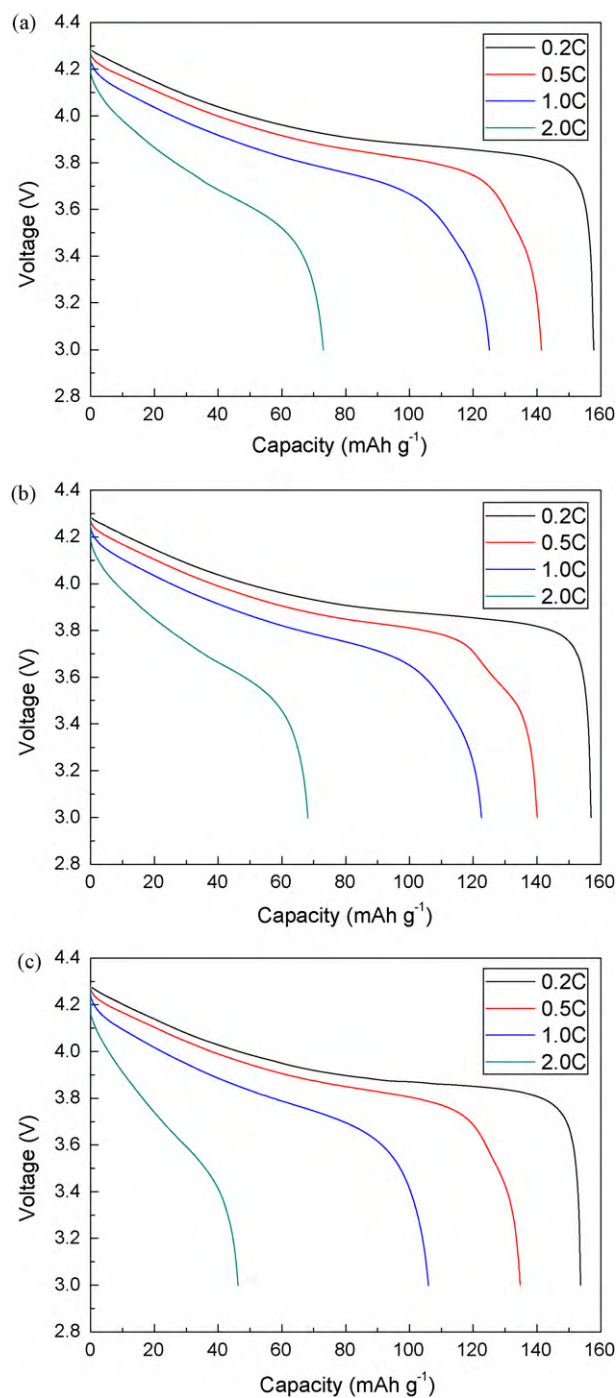 (a)
4.4
4.2
4.0
3.8
3.6
3.4
3.2
3.0
2.8
Voltage (V)
0.2C
0.5C
1.0C
2.0C
0 20 40 60 80 100 120 140 160
Capacity (mAh g⁻¹)
(b)
4.4
4.2
4.0
3.8
3.6
3.4
3.2
3.0
2.8
Voltage (V)
0.2C
0.5C
1.0C
2.0C
0 20 40 60 80 100 120 140 160
Capacity (mAh g⁻¹)
(c)
4.4
4.2
4.0
3.8
3.6
3.4
3.2
3.0
2.8
Voltage (V)
0.2C
0.5C
1.0C
2.0C
0 20 40 60 80 100 120 140 160
Capacity (mAh g⁻¹)